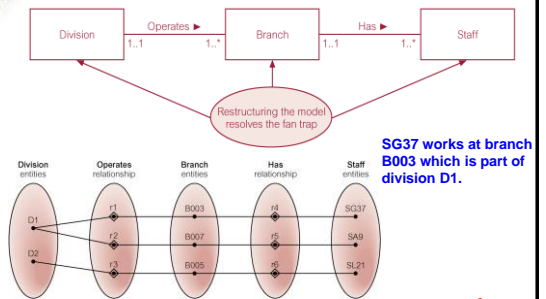 Operates ►
Has ►
Division
Branch
Staff
1..1
1..*
1..1
1..*
Restructuring the model
resolves the fan trap
SG37 works at branch
B003 which is part of
division D1.
Division
entities
Operates
relationship
Branch
entities
Has
relationship
Staff
entities
r1
B003
r4
SG37
D1
r2
B007
r5
SA9
D2
r3
B005
r6
SL21